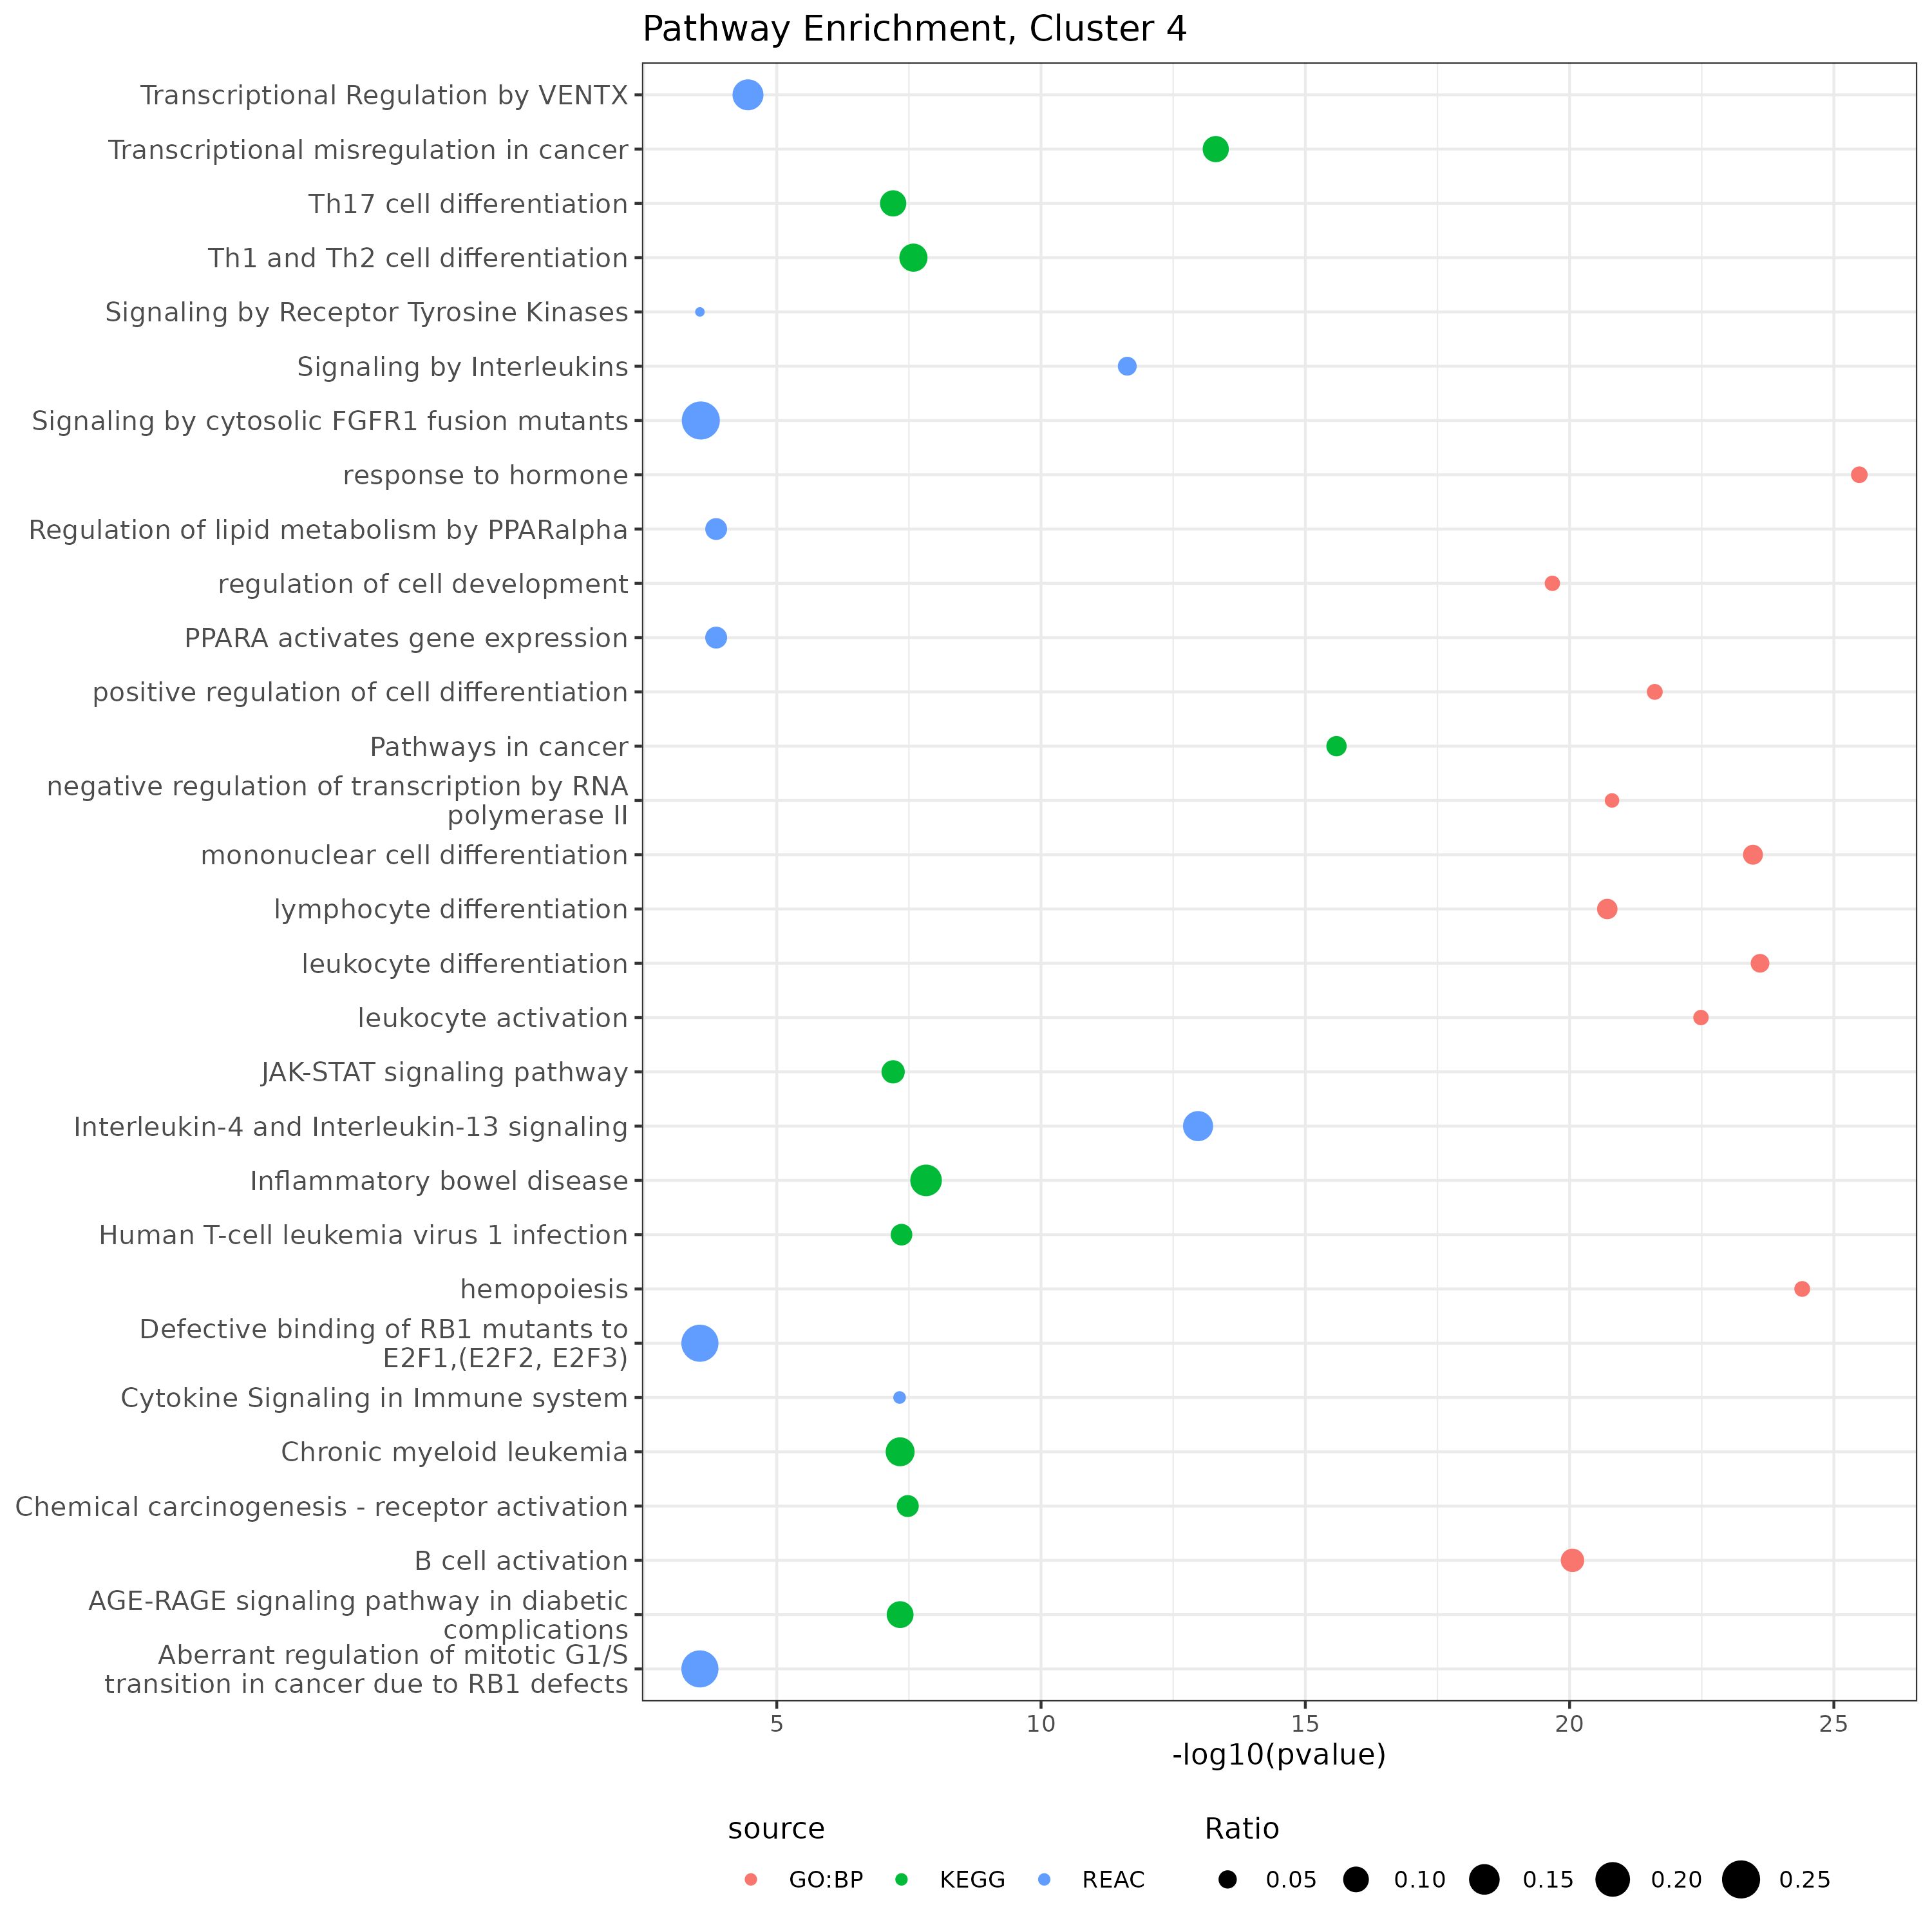 Pathway Enrichment, Cluster 4
Transcriptional Regulation by VENTX
Transcriptional misregulation in cancer
Th17 cell differentiation
Th1 and Th2 cell differentiation
Signaling by Receptor Tyrosine Kinases
Signaling by Interleukins
Signaling by cytosolic FGFR1 fusion mutants
response to hormone
Regulation of lipid metabolism by PPARalpha
regulation of cell development
PPARA activates gene expression
positive regulation of cell differentiation
Pathways in cancer
negative regulation of transcription by RNA
polymerase II
mononuclear cell differentiation
lymphocyte differentiation
leukocyte differentiation
leukocyte activation
JAK-STAT signaling pathway
Interleukin-4 and Interleukin-13 signaling
Inflammatory bowel disease
Human T-cell leukemia virus 1 infection
hemopoiesis
Defective binding of RB1 mutants to
E2F1,(E2F2, E2F3)
Cytokine Signaling in Immune system
Chronic myeloid leukemia
Chemical carcinogenesis - receptor activation
B cell activation
AGE-RAGE signaling pathway in diabetic
complications
Aberrant regulation of mitotic G1/S
transition in cancer due to RB1 defects
5 10 15 20 25
-log10(pvalue)
source Ratio
GO:BP KEGG REAC 0.05 0.10 0.15 0.20 0.25